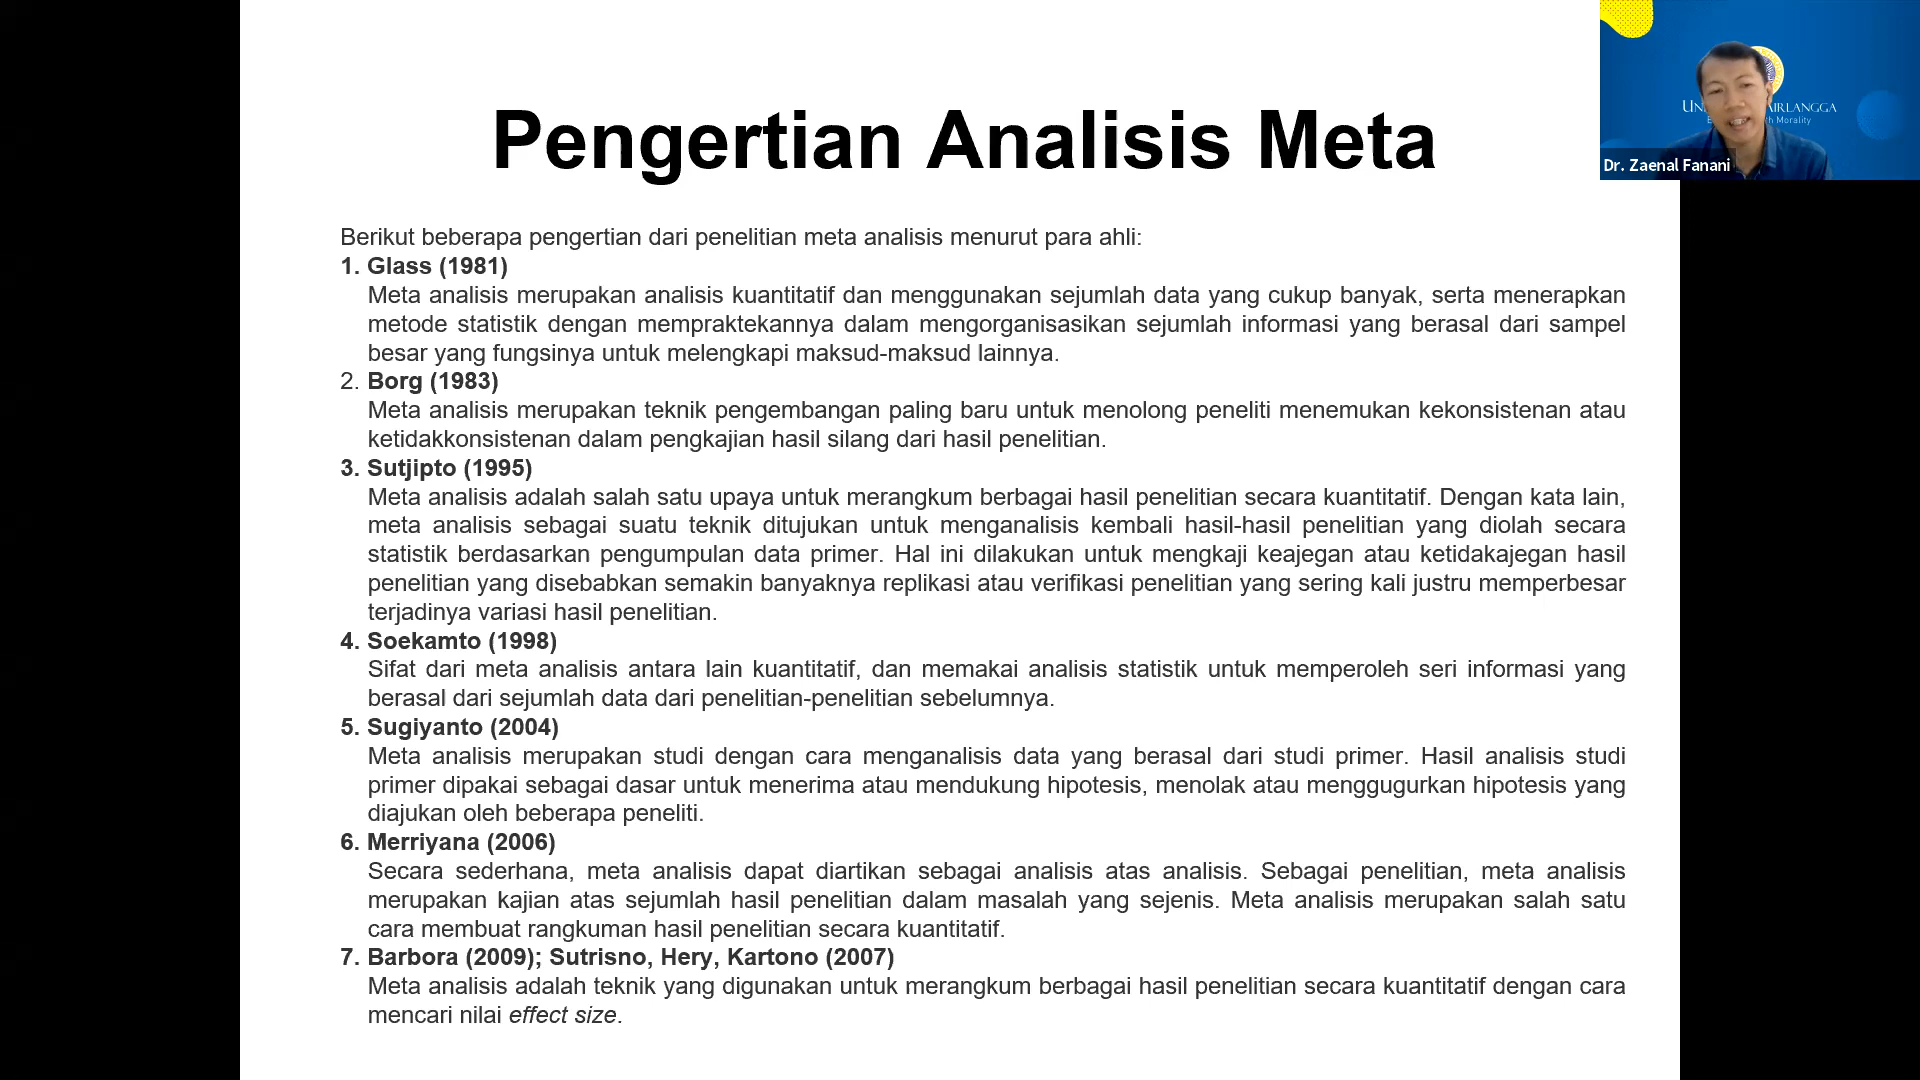 Pengertian Analisis Meta
Berikut beberapa pengertian dari penelitian meta analisis menurut para ahli:
1. Glass (1981)
Meta analisis merupakan analisis kuantitatif dan menggunakan sejumlah data yang cukup banyak, serta menerapkan
metode statistik dengan mempraktekannya dalam mengorganisasikan sejumlah informasi yang berasal dari sampel
besar yang fungsinya untuk melengkapi maksud-maksud lainnya.
2. Borg (1983)
Meta analisis merupakan teknik pengembangan paling baru untuk menolong peneliti menemukan kekonsistenan atau
ketidakkonsistenan dalam pengkajian hasil silang dari hasil penelitian.
3. Sutjipto (1995)
Meta analisis adalah salah satu upaya untuk merangkum berbagai hasil penelitian secara kuantitatif. Dengan kata lain,
meta analisis sebagai suatu teknik ditujukan untuk menganalisis kembali hasil-hasil penelitian yang diolah secara
statistik berdasarkan pengumpulan data primer. Hal ini dilakukan untuk mengkaji keajegan atau ketidakajegan hasil
penelitian yang disebabkan semakin banyaknya replikasi atau verifikasi penelitian yang sering kali justru memperbesar
terjadinya variasi hasil penelitian.
4. Soekamto (1998)
Sifat dari meta analisis antara lain kuantitatif, dan memakai analisis statistik untuk memperoleh seri informasi yang
berasal dari sejumlah data dari penelitian-penelitian sebelumnya.
5. Sugiyanto (2004)
Meta analisis merupakan studi dengan cara menganalisis data yang berasal dari studi primer. Hasil analisis studi
primer dipakai sebagai dasar untuk menerima atau mendukung hipotesis, menolak atau menggugurkan hipotesis yang
diajukan oleh beberapa peneliti.
6. Merriyana (2006)
Secara sederhana, meta analisis dapat diartikan sebagai analisis atas analisis. Sebagai penelitian, meta analisis
merupakan kajian atas sejumlah hasil penelitian dalam masalah yang sejenis. Meta analisis merupakan salah satu
cara membuat rangkuman hasil penelitian secara kuantitatif.
7. Barbora (2009); Sutrisno, Hery, Kartono (2007)
Meta analisis adalah teknik yang digunakan untuk merangkum berbagai hasil penelitian secara kuantitatif dengan cara
mencari nilai effect size.
Morality
Dr. Zaenal Fanani